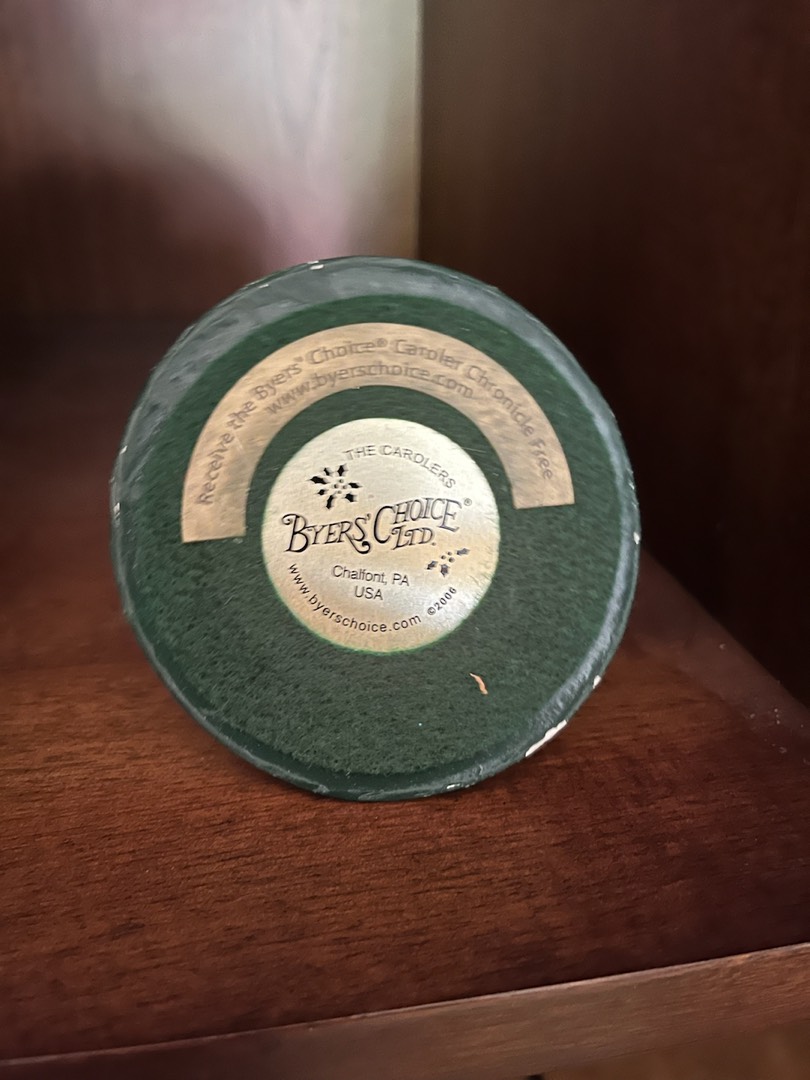 Receive the Byers' Choice® Caroler Chronicle Free
www.byerschoice.com
THE CAROLERS
BYERS' CHOICE®
LTD.
Chalfont, PA
USA
www.byerschoice.com ©2006